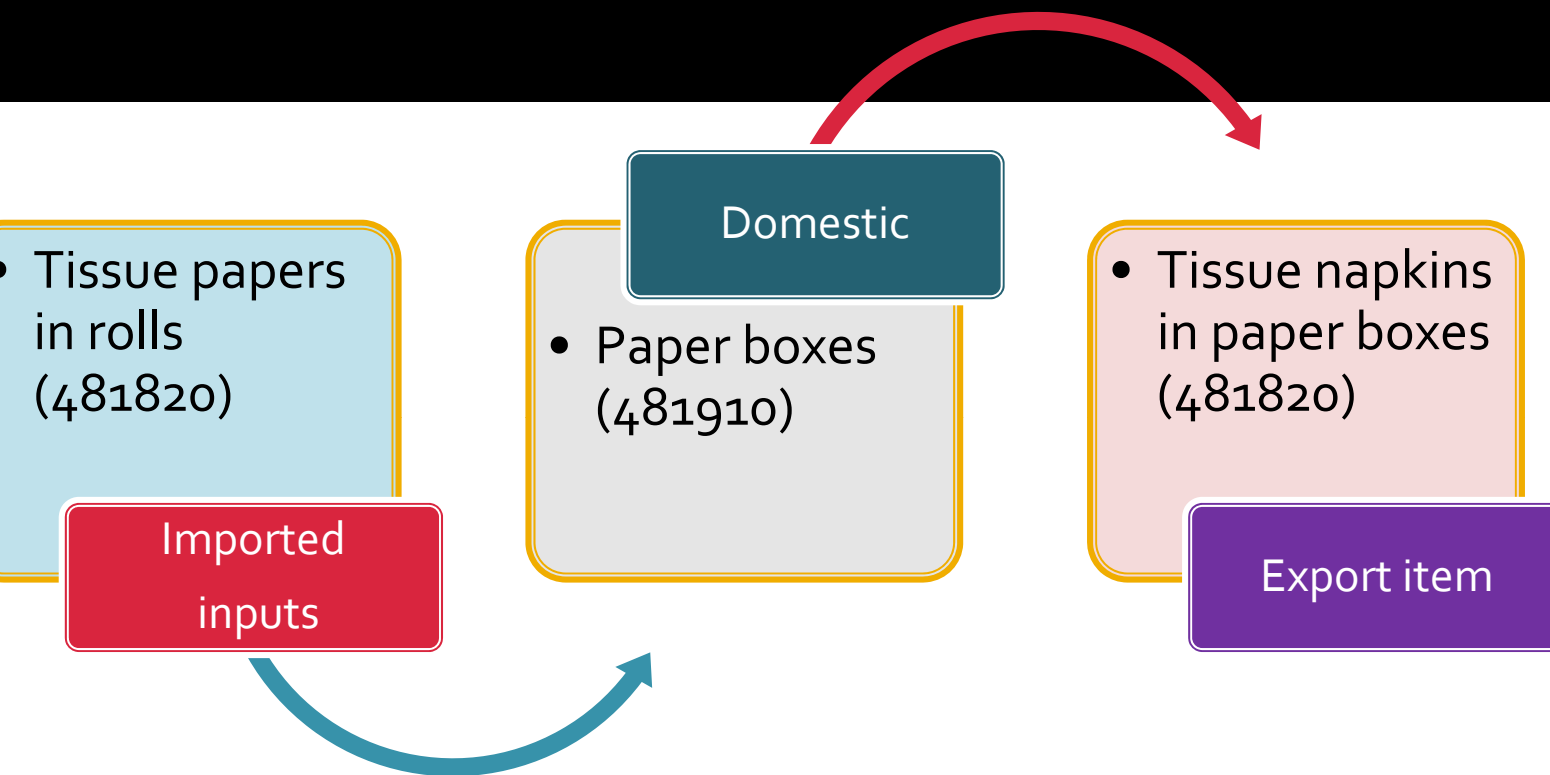 • Tissue papers
in rolls
(481820)
Imported
inputs
Domestic
• Paper boxes
(481910)
• Tissue napkins
in paper boxes
(481820)
Export item